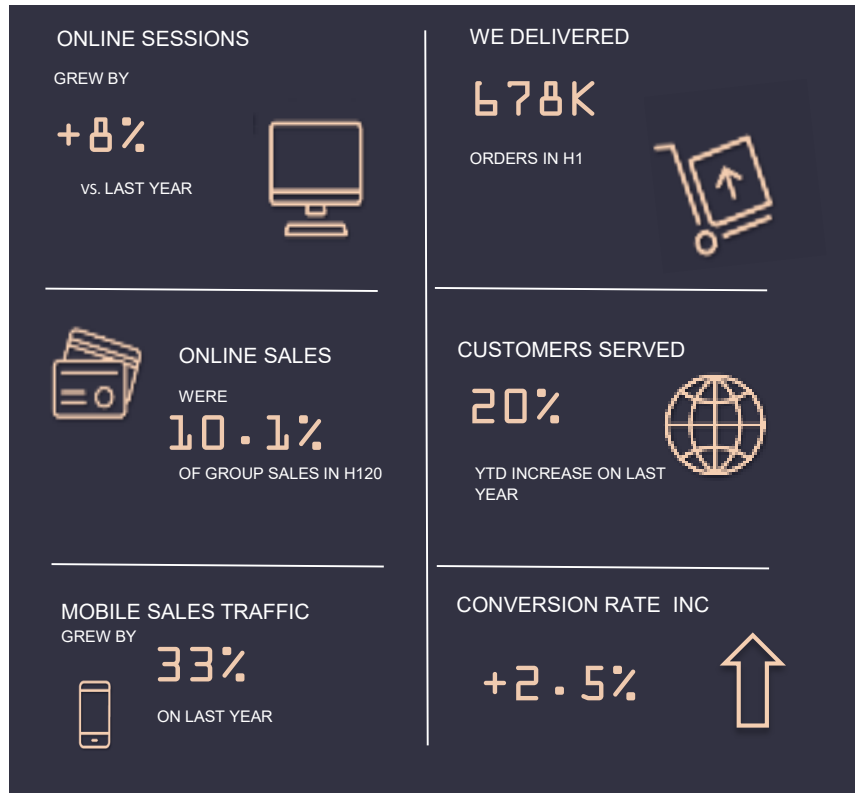 ONLINE SESSIONS
GREW BY
+8%
VS. LAST YEAR
WE DELIVERED
678K
ORDERS IN H1
ONLINE SALES
WERE
10.1%
OF GROUP SALES IN H120
CUSTOMERS SERVED
20%
YTD INCREASE ON LAST
YEAR
MOBILE SALES TRAFFIC
GREW BY
33%
ON LAST YEAR
CONVERSION RATE INC
+2.5%